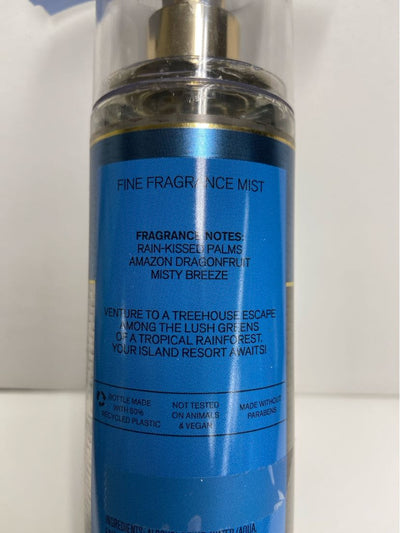 FINE FRAGRANCE MIST
FRAGRANCE NOTES:
RAIN-KISSED PALMS
AMAZON DRAGONFRUIT
MISTY BREEZE
VENTURE TO A TREEHOUSE ESCAPE
AMONG THE LUSH GREENS
OF A TROPICAL RAINFOREST.
YOUR ISLAND RESORT AWAITS!
BOTTLE MADE
WITH 50%
RECYCLED PLASTIC
NOT TESTED
ON ANIMALS
& VEGAN
MADE WITHOUT
PARABENS
INGREDIENTS: